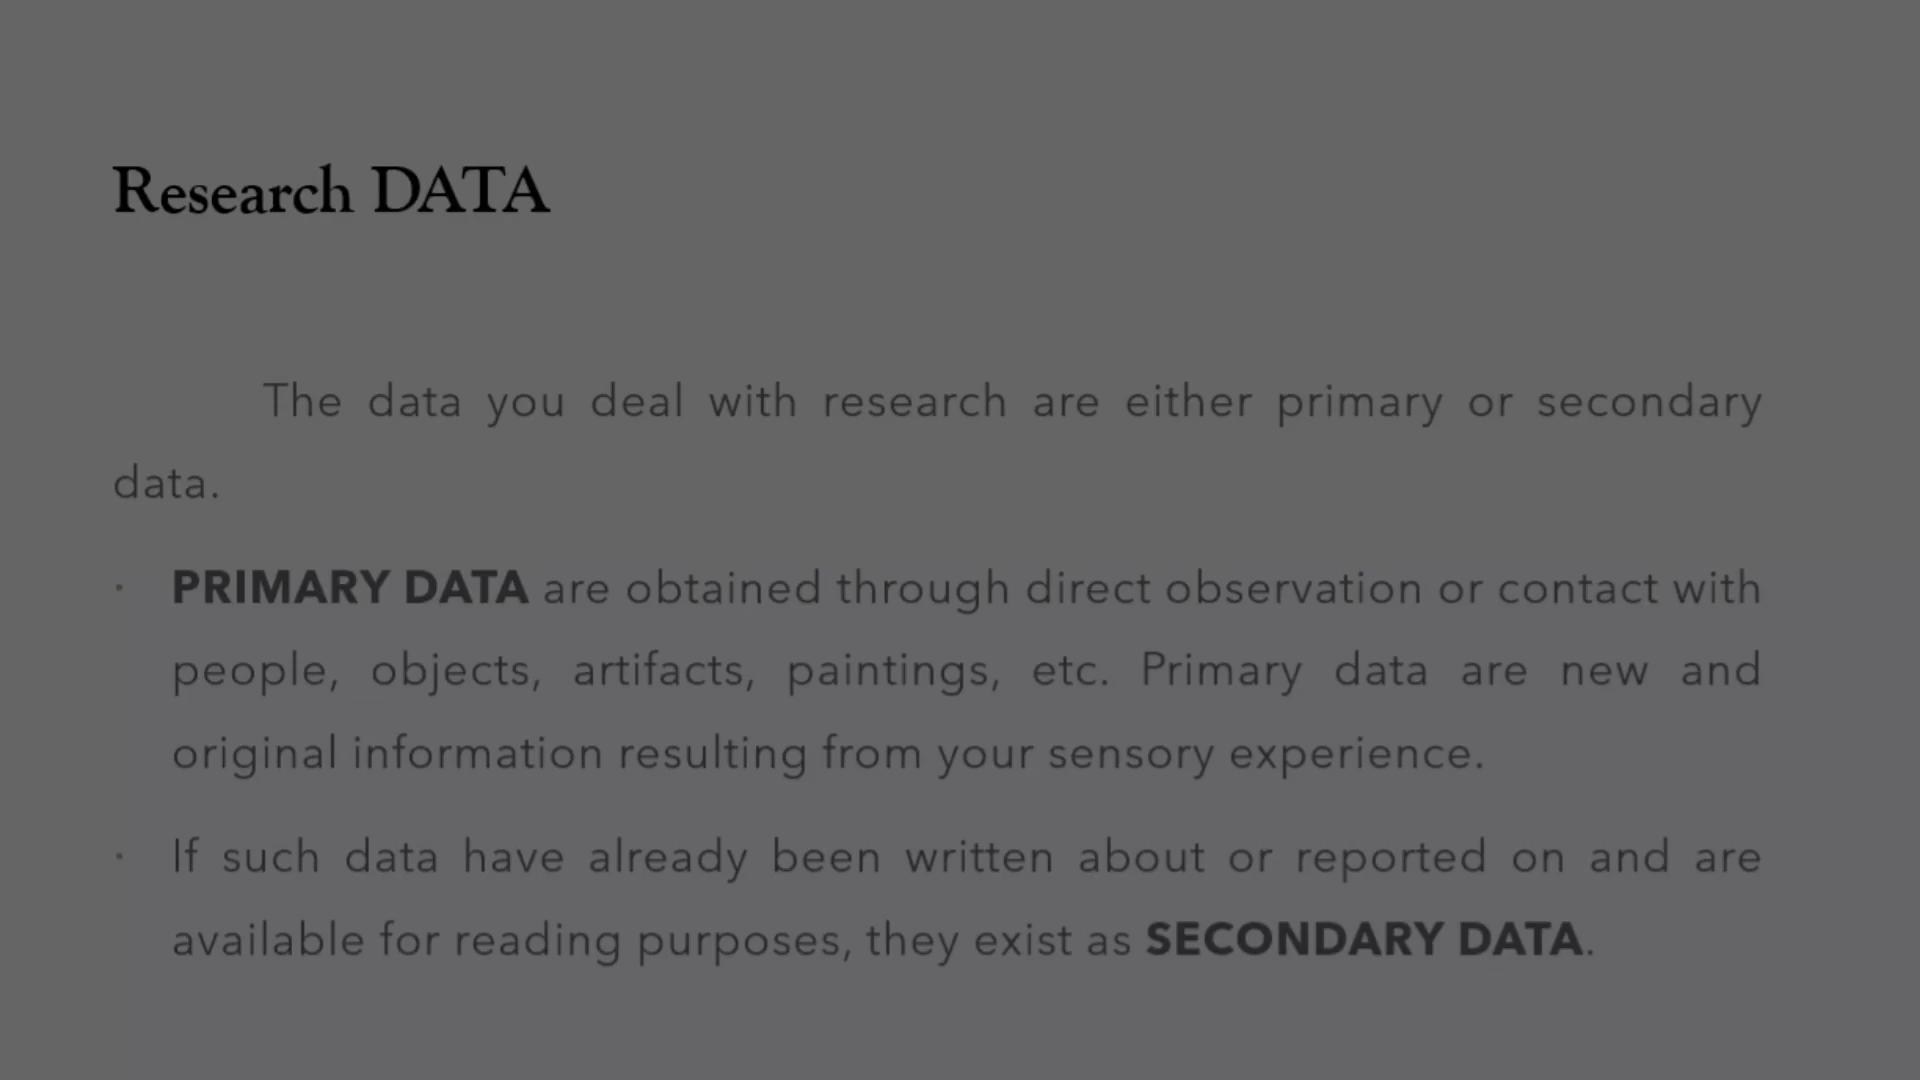 Research DATA
The data you deal with research are either primary or secondary
data.
· PRIMARY DATA are obtained through direct observation or contact with
people, objects, artifacts, paintings, etc. Primary data are new and
original information resulting from your sensory experience.
· If such data have already been written about or reported on and are
available for reading purposes, they exist as SECONDARY DATA.